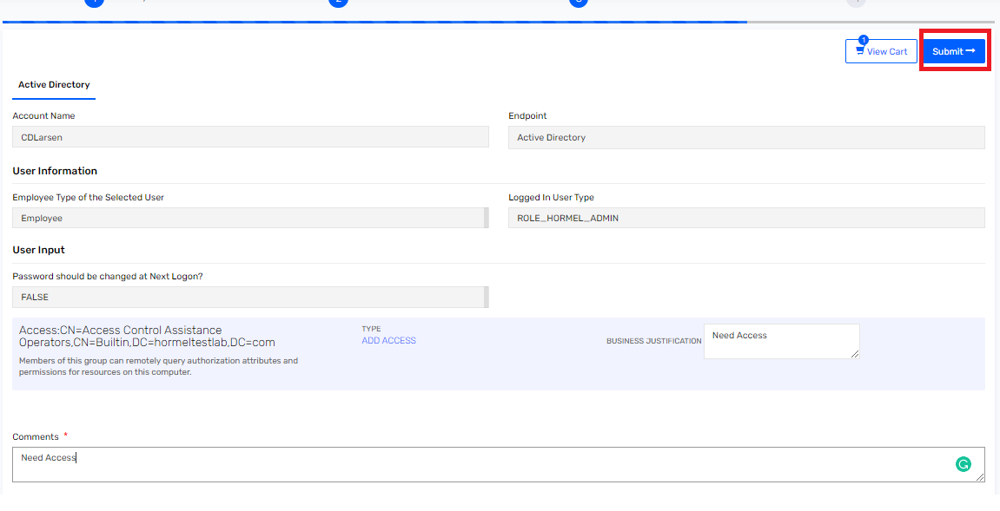 1
View Cart
Submit
Active Directory
Account Name
Endpoint
CDLarsen
Active Directory
User Information
Employee Type of the Selected User
Logged In User Type
Employee
ROLE_HORMEL_ADMIN
User Input
Password should be changed at Next Logon?
FALSE
Access:CN=Access Control Assistance
Operators,CN=Builtin,DC=hormeltestlab,DC=com
Members of this group can remotely query authorization attributes and
permissions for resources on this computer.
TYPE
ADD ACCESS
BUSINESS JUSTIFICATION
Need Access
Comments *
Need Access